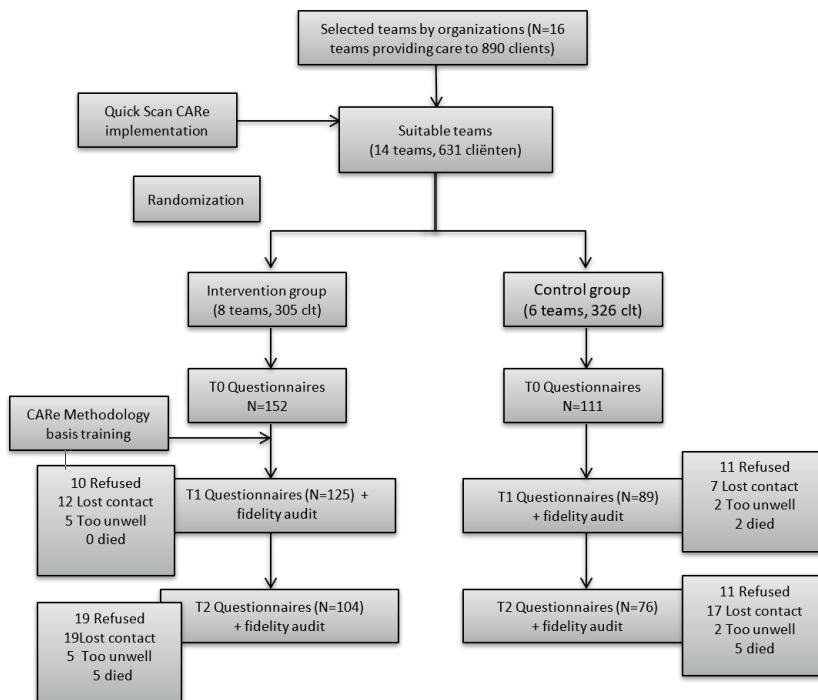 Selected teams by organizations (N=16
teams providing care to 890 clients)
Quick Scan CARe
implementation
Suitable teams
(14 teams, 631 cliënten)
Randomization
Intervention group
(8 teams, 305 clt)
Control group
(6 teams, 326 clt)
T0 Questionnaires
N=152
T0 Questionnaires
N=111
CARe Methodology
basis training
10 Refused
12 Lost contact
5 Too unwell
0 died
T1 Questionnaires (N=125) +
fidelity audit
T1 Questionnaires (N=89)
+ fidelity audit
11 Refused
7 Lost contact
2 Too unwell
2 died
19 Refused
19Lost contact
5 Too unwell
5 died
T2 Questionnaires (N=104)
+ fidelity audit
T2 Questionnaires (N=76)
+ fidelity audit
11 Refused
17 Lost contact
2 Too unwell
5 died